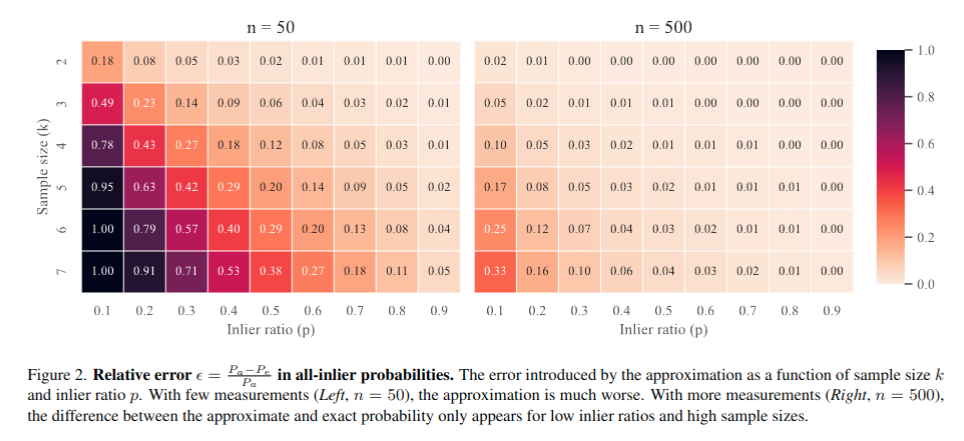 n = 50
n = 500
Sample size (k)
2 0.18 0.08 0.05 0.03 0.02 0.01 0.01 0.01 0.00 0.02 0.01 0.00 0.00 0.00 0.00 0.00 0.00 0.00
3 0.49 0.23 0.14 0.09 0.06 0.04 0.03 0.02 0.01 0.05 0.02 0.01 0.01 0.01 0.00 0.00 0.00 0.00
4 0.78 0.43 0.27 0.18 0.12 0.08 0.05 0.03 0.01 0.10 0.05 0.03 0.02 0.01 0.01 0.01 0.00 0.00
5 0.95 0.63 0.42 0.29 0.20 0.14 0.09 0.05 0.02 0.17 0.08 0.05 0.03 0.02 0.01 0.01 0.01 0.00
6 1.00 0.79 0.57 0.40 0.29 0.20 0.13 0.08 0.04 0.25 0.12 0.07 0.04 0.03 0.02 0.01 0.01 0.00
7 1.00 0.91 0.71 0.53 0.38 0.27 0.18 0.11 0.05 0.33 0.16 0.10 0.06 0.04 0.03 0.02 0.01 0.00
0.1 0.2 0.3 0.4 0.5 0.6 0.7 0.8 0.9 0.1 0.2 0.3 0.4 0.5 0.6 0.7 0.8 0.9
Inlier ratio (p)
Inlier ratio (p)
1.0
0.8
0.6
0.4
0.2
0.0
Figure 2. Relative error ϵ = (Pa−Pe)/Pa in all-inlier probabilities. The error introduced by the approximation as a function of sample size k
and inlier ratio p. With few measurements (Left, n = 50), the approximation is much worse. With more measurements (Right, n = 500),
the difference between the approximate and exact probability only appears for low inlier ratios and high sample sizes.